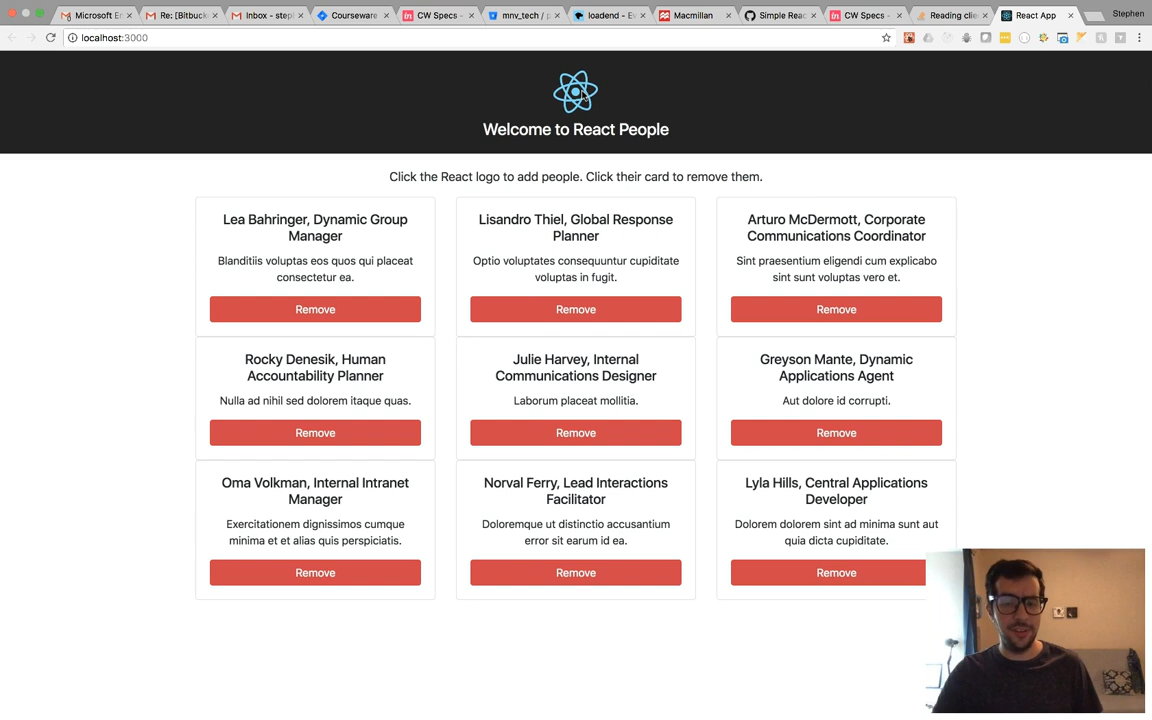 Microsoft E
Re: [Bitbuck
Inbox - step
Courseware
CW Specs -
mnv_tech / p
loadend - Ev
Macmillan
Simple Reac
CW Specs -
Reading clie
React App
Stephen
localhost:3000
Welcome to React People
Click the React logo to add people. Click their card to remove them.
Lea Bahringer, Dynamic Group
Manager
Blanditiis voluptas eos quos qui placeat
consectetur ea.
Remove
Lisandro Thiel, Global Response
Planner
Optio voluptates consequuntur cupiditate
voluptas in fugit.
Remove
Arturo McDermott, Corporate
Communications Coordinator
Sint praesentium eligendi cum explicabo
sint sunt voluptas vero et.
Remove
Rocky Denesik, Human
Accountability Planner
Nulla ad nihil sed dolorem itaque quas.
Remove
Julie Harvey, Internal
Communications Designer
Laborum placeat mollitia.
Remove
Greyson Mante, Dynamic
Applications Agent
Aut dolore id corrupti.
Remove
Oma Volkman, Internal Intranet
Manager
Exercitationem dignissimos cumque
minima et et alias quis perspiciatis.
Remove
Norval Ferry, Lead Interactions
Facilitator
Doloremque ut distinctio accusantium
error sit earum id ea.
Remove
Lyla Hills, Central Applications
Developer
Dolorem dolorem sint ad minima sunt aut
quia dicta cupiditate.
Remove